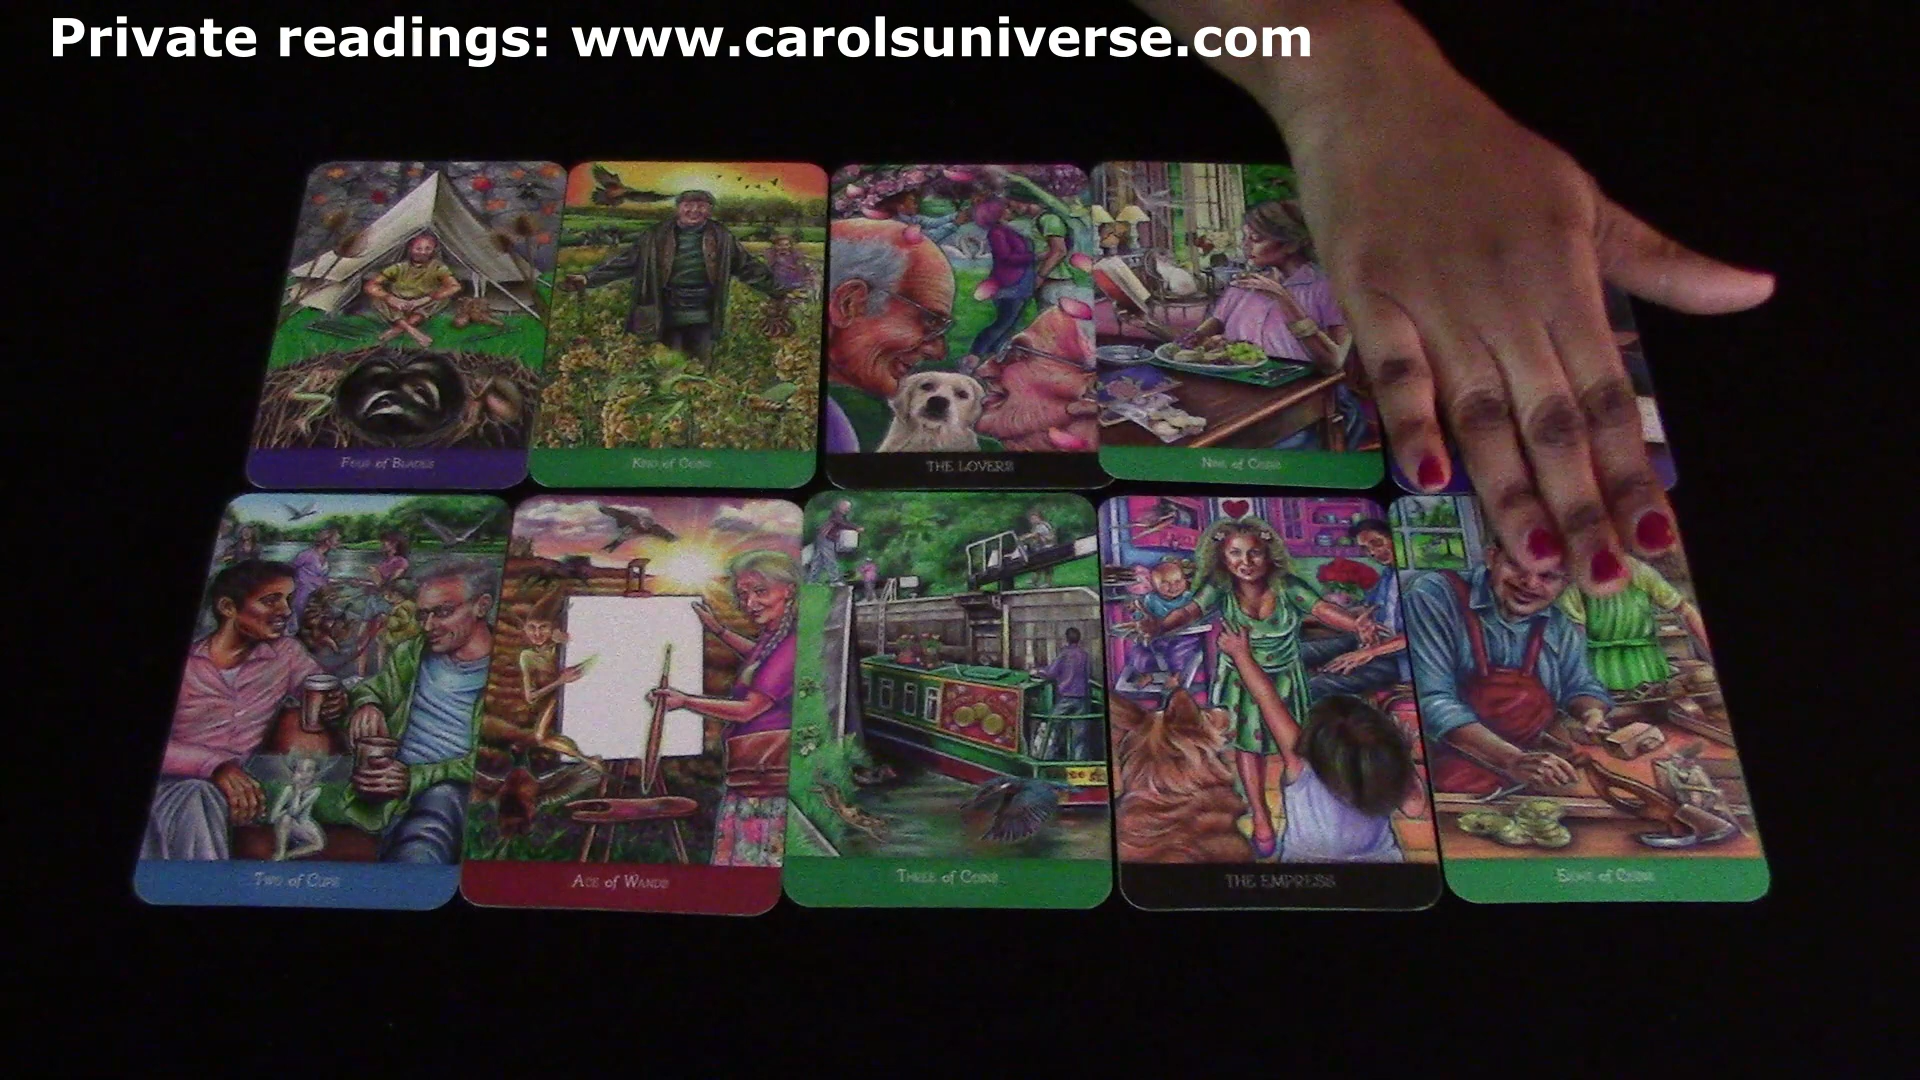 Private readings: www.carolsuniverse.com
FOUR of BLADES
KING of COINS
THE LOVERS
NINE of COINS
TWO of CUPS
ACE of WANDS
THREE of COINS
THE EMPRESS
EIGHT of COINS